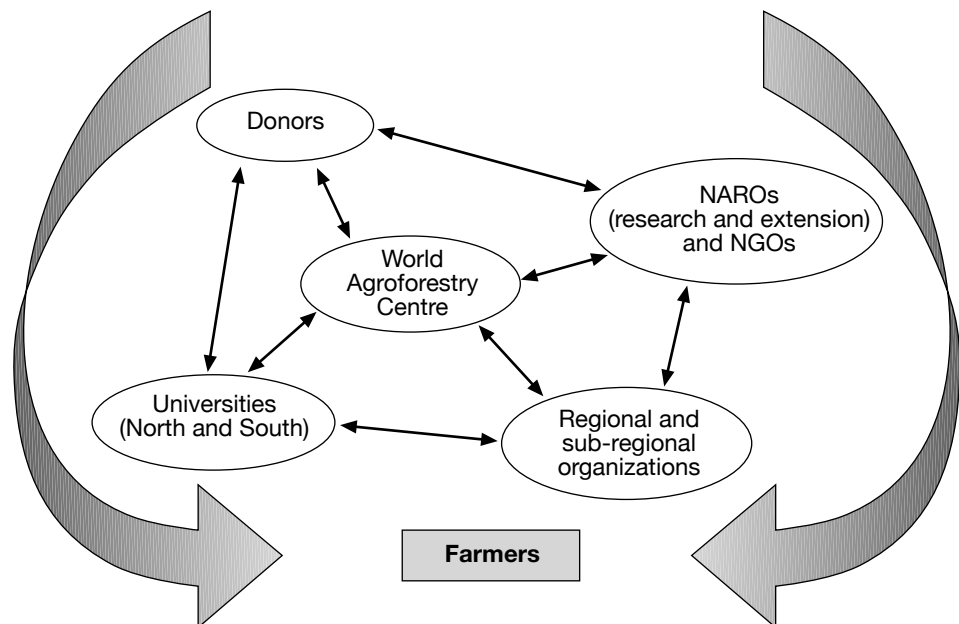 Donors
NAROs
(research and extension)
and NGOs
World
Agroforestry
Centre
Universities
(North and South)
Regional and
sub-regional
organizations
Farmers